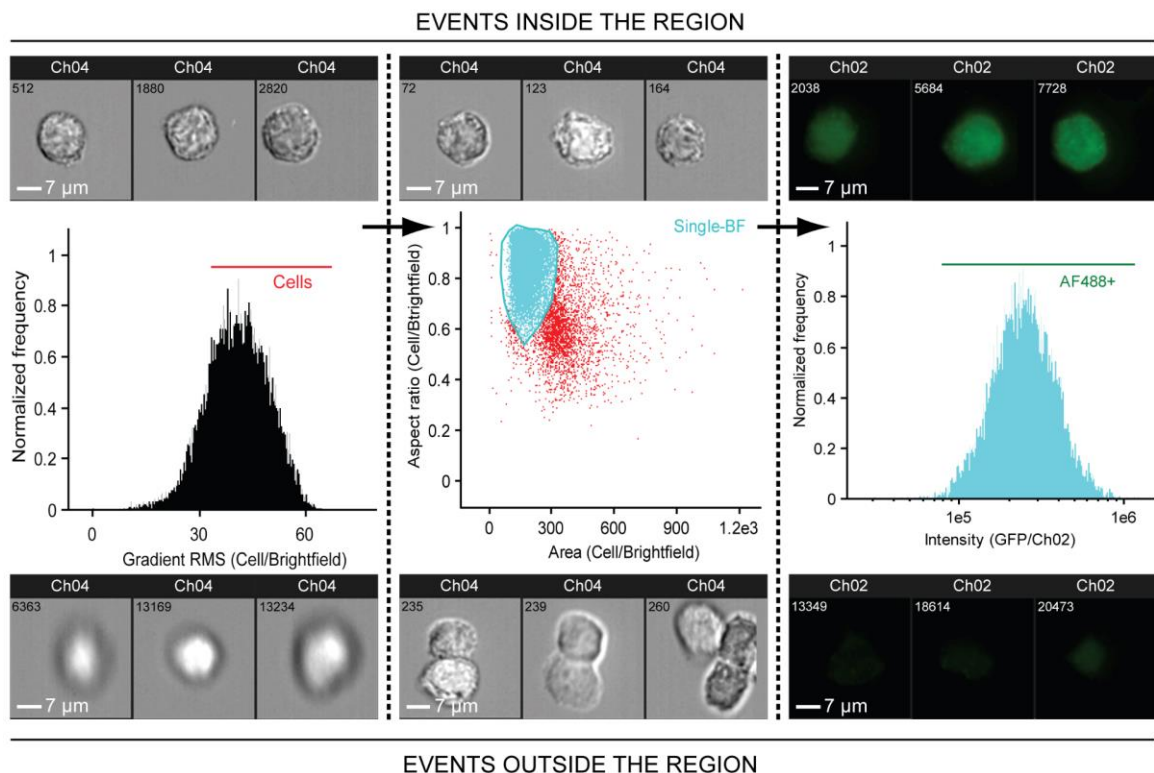 EVENTS INSIDE THE REGION
Ch04 Ch04 Ch04
512 1880 2820
7 µm
Ch04 Ch04 Ch04
72 123 164
7 µm
Ch02 Ch02 Ch02
2038 5684 7728
7 µm
Normalized frequency
1
0.8
0.6
0.4
0.2
0
Cells
0 30 60
Gradient RMS (Cell/Brightfield)
Aspect ratio (Cell/Btrightfield)
1
0.8
0.6
0.4
0.2
0
Single-BF
0 300 600 900 1.2e3
Area (Cell/Brightfield)
Normalized frequency
1
0.8
0.6
0.4
0.2
0
AF488+
1e5 1e6
Intensity (GFP/Ch02)
Ch04 Ch04 Ch04
6363 13169 13234
7 µm
Ch04 Ch04 Ch04
235 239 260
7 µm
Ch02 Ch02 Ch02
13349 18614 20473
7 µm
EVENTS OUTSIDE THE REGION